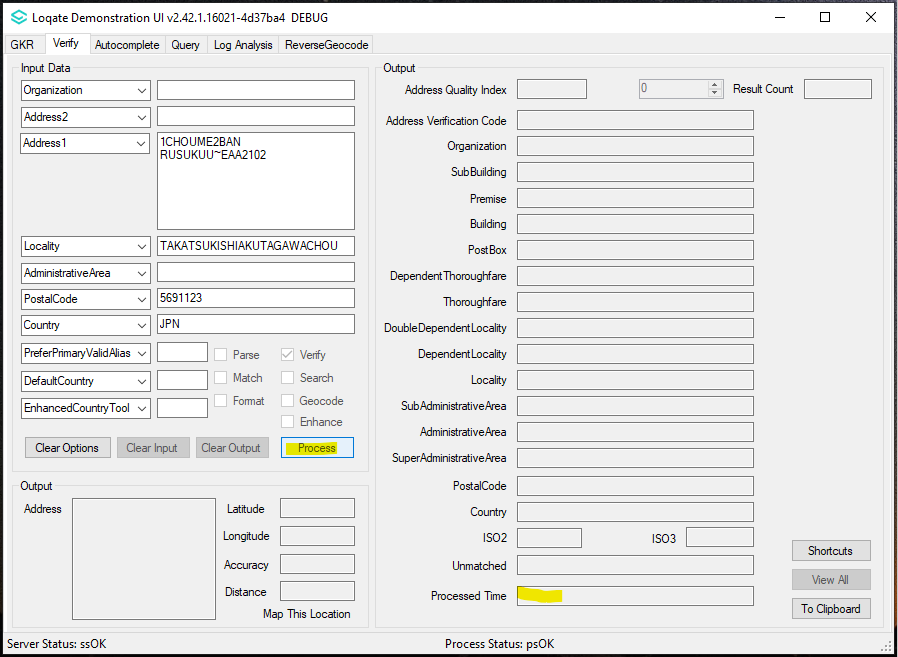 Loqate Demonstration UI v2.42.1.16021-4d37ba4 DEBUG
GKR Verify Autocomplete Query Log Analysis ReverseGeocode
Input Data
Organization
Address2
Address1
1CHOUME2BAN
RUSUKUU~EAA2102
Locality TAKATSUKISHIAKUTAGAWACHOU
AdministrativeArea
PostalCode 5691123
Country JPN
PreferPrimaryValidAlias Parse Verify
DefaultCountry Match Search
EnhancedCountryTool Format Geocode
Enhance
Clear Options Clear Input Clear Output Process
Output
Address
Latitude
Longitude
Accuracy
Distance
Map This Location
Output
Address Quality Index 0 Result Count
Address Verification Code
Organization
SubBuilding
Premise
Building
PostBox
DependentThoroughfare
Thoroughfare
DoubleDependentLocality
DependentLocality
Locality
SubAdministrativeArea
AdministrativeArea
SuperAdministrativeArea
PostalCode
Country
ISO2 ISO3
Unmatched
Processed Time
Shortcuts
View All
To Clipboard
Server Status: ssOK Process Status: psOK